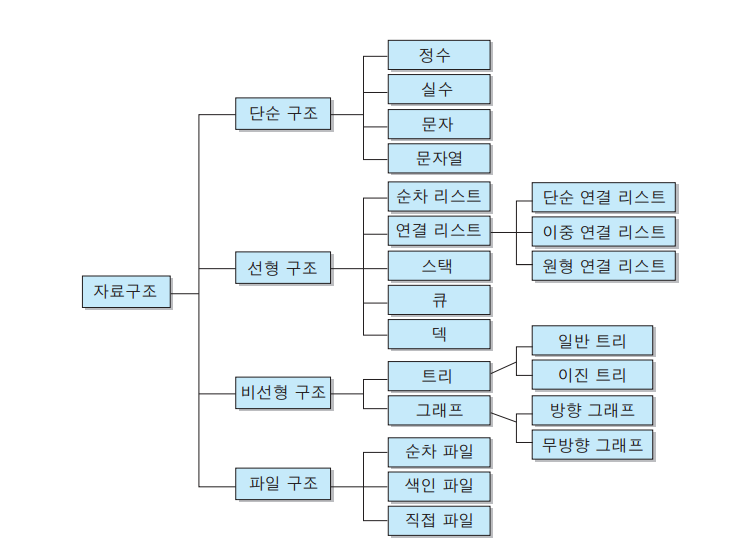 자료구조
단순 구조
정수
실수
문자
문자열
선형 구조
순차 리스트
연결 리스트
단순 연결 리스트
이중 연결 리스트
원형 연결 리스트
스택
큐
덱
비선형 구조
트리
일반 트리
이진 트리
그래프
방향 그래프
무방향 그래프
파일 구조
순차 파일
색인 파일
직접 파일